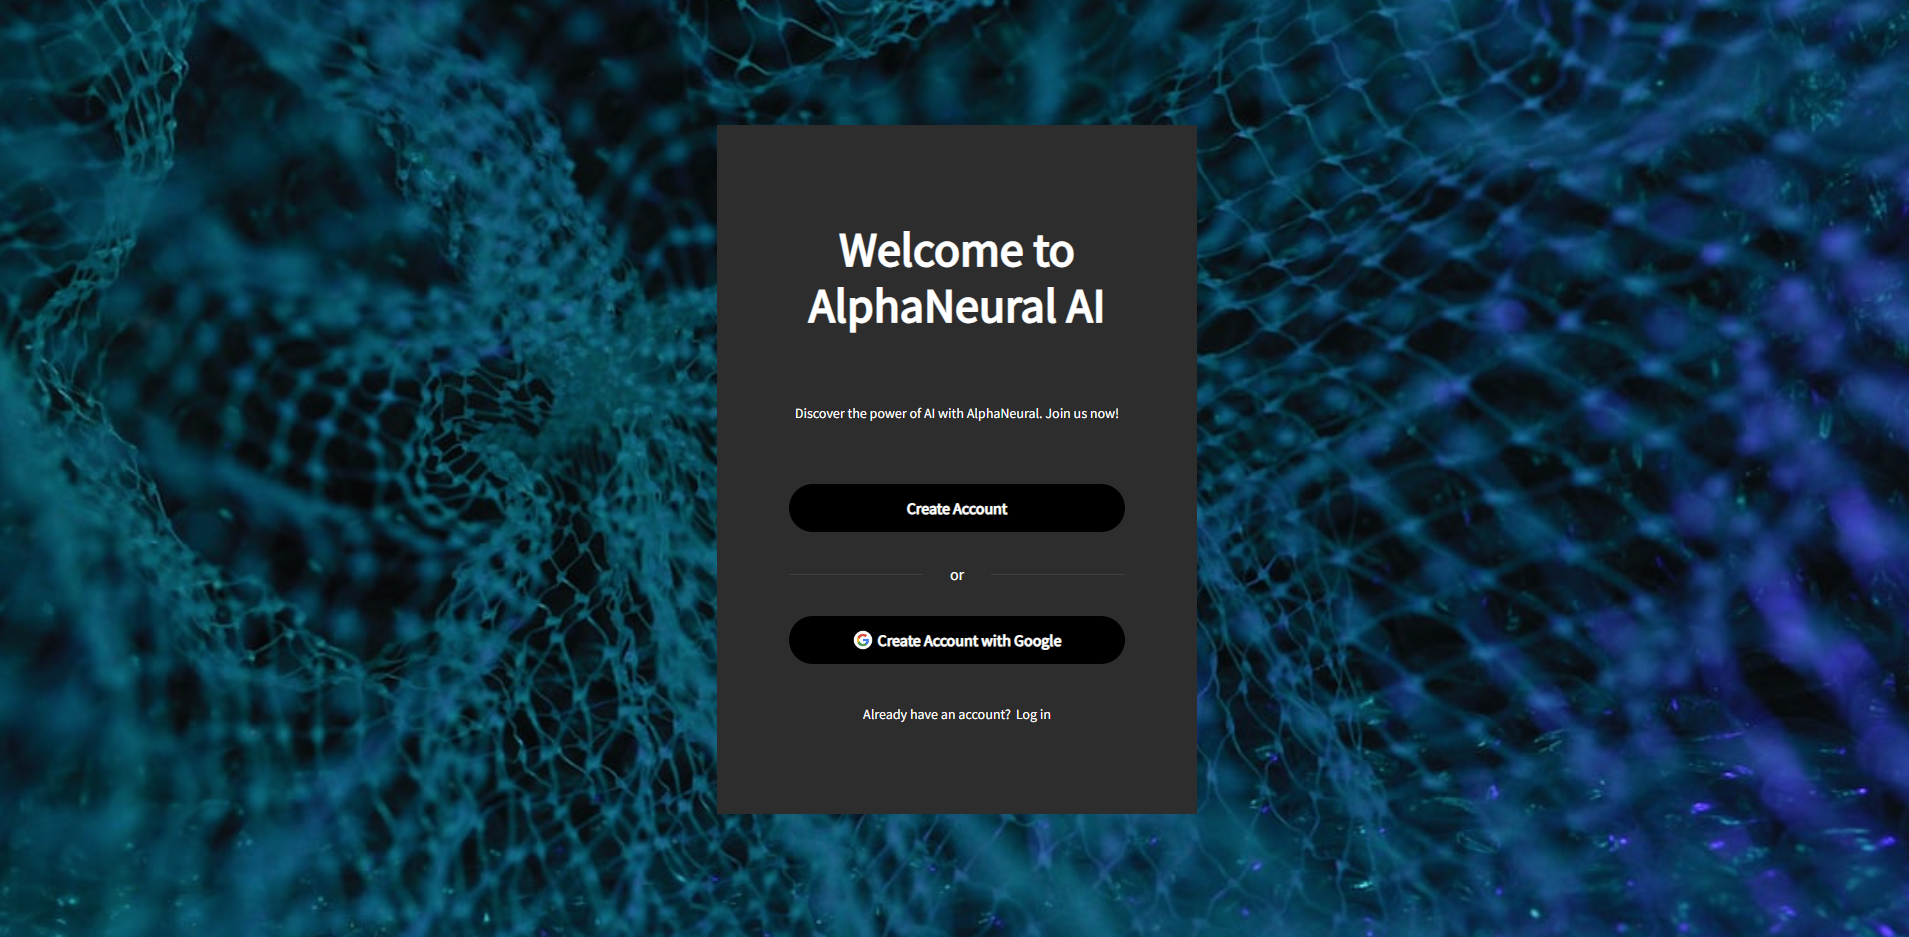 Welcome to
AlphaNeural AI
Discover the power of AI with AlphaNeural. Join us now!
Create Account
or
Create Account with Google
Already have an account? Log in